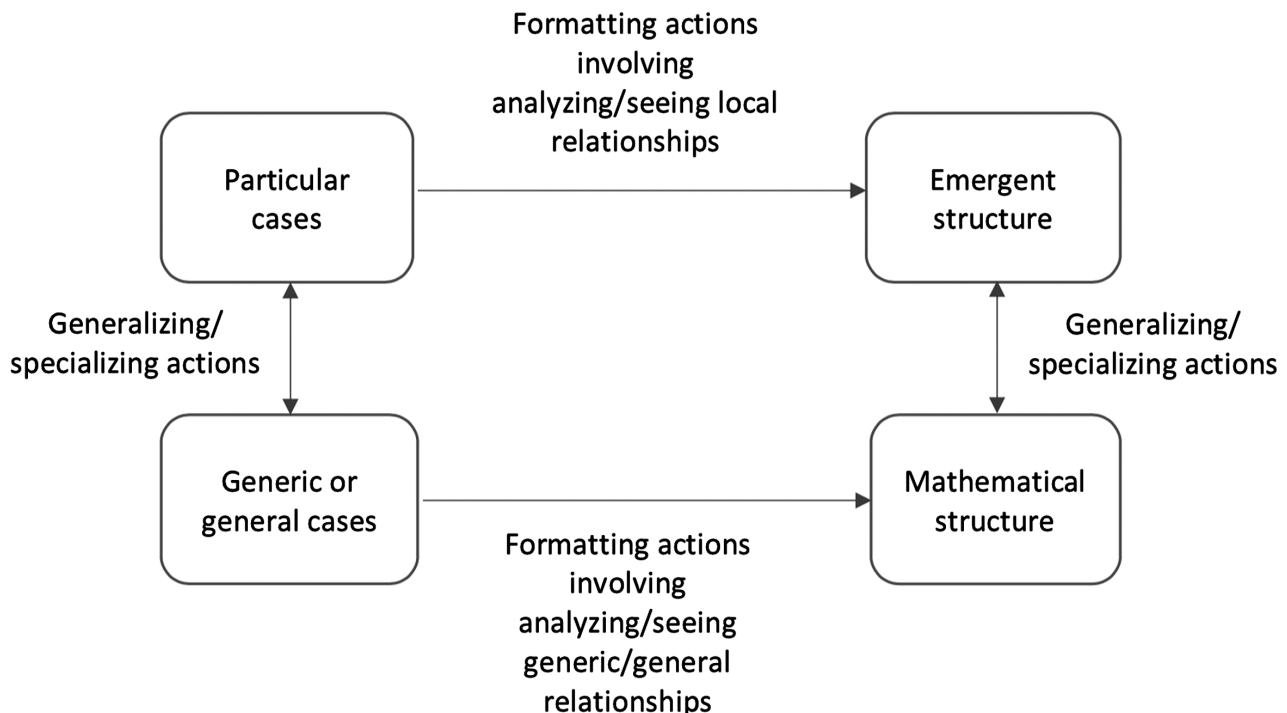 Formatting actions
involving
analyzing/seeing local
relationships
Particular
cases
Emergent
structure
Generalizing/
specializing actions
Generalizing/
specializing actions
Generic or
general cases
Mathematical
structure
Formatting actions
involving
analyzing/seeing
generic/general
relationships